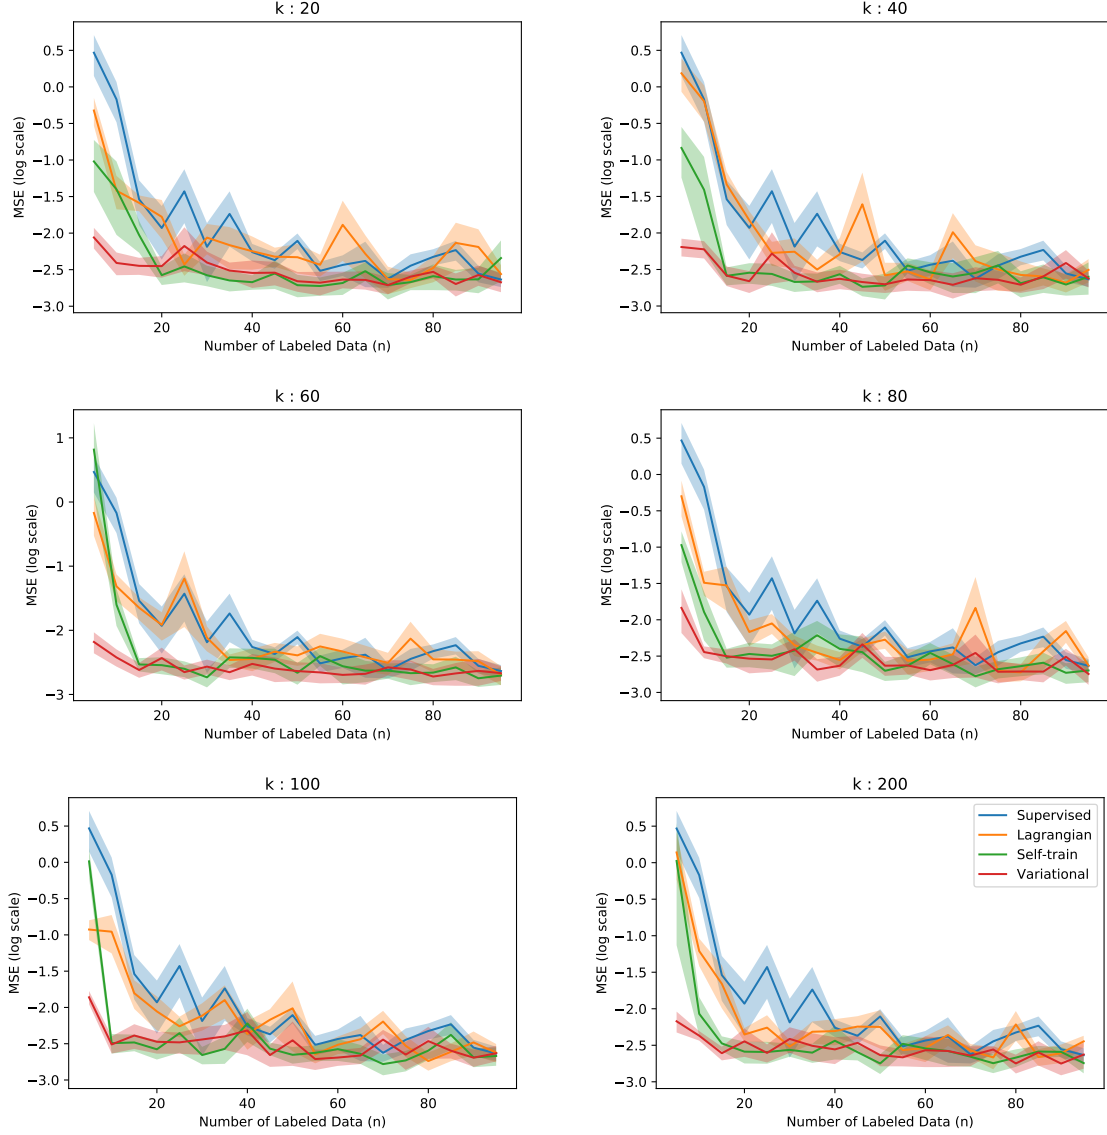 k : 20
0.5
0.0
−0.5
−1.0
−1.5
−2.0
−2.5
−3.0
MSE (log scale)
20 40 60 80
Number of Labeled Data (n)
k : 40
0.5
0.0
−0.5
−1.0
−1.5
−2.0
−2.5
−3.0
MSE (log scale)
20 40 60 80
Number of Labeled Data (n)
k : 60
1
0
−1
−2
−3
MSE (log scale)
20 40 60 80
Number of Labeled Data (n)
k : 80
0.5
0.0
−0.5
−1.0
−1.5
−2.0
−2.5
−3.0
MSE (log scale)
20 40 60 80
Number of Labeled Data (n)
k : 100
0.5
0.0
−0.5
−1.0
−1.5
−2.0
−2.5
−3.0
MSE (log scale)
20 40 60 80
Number of Labeled Data (n)
k : 200
0.5
0.0
−0.5
−1.0
−1.5
−2.0
−2.5
−3.0
MSE (log scale)
20 40 60 80
Number of Labeled Data (n)
Supervised
Lagrangian
Self-train
Variational